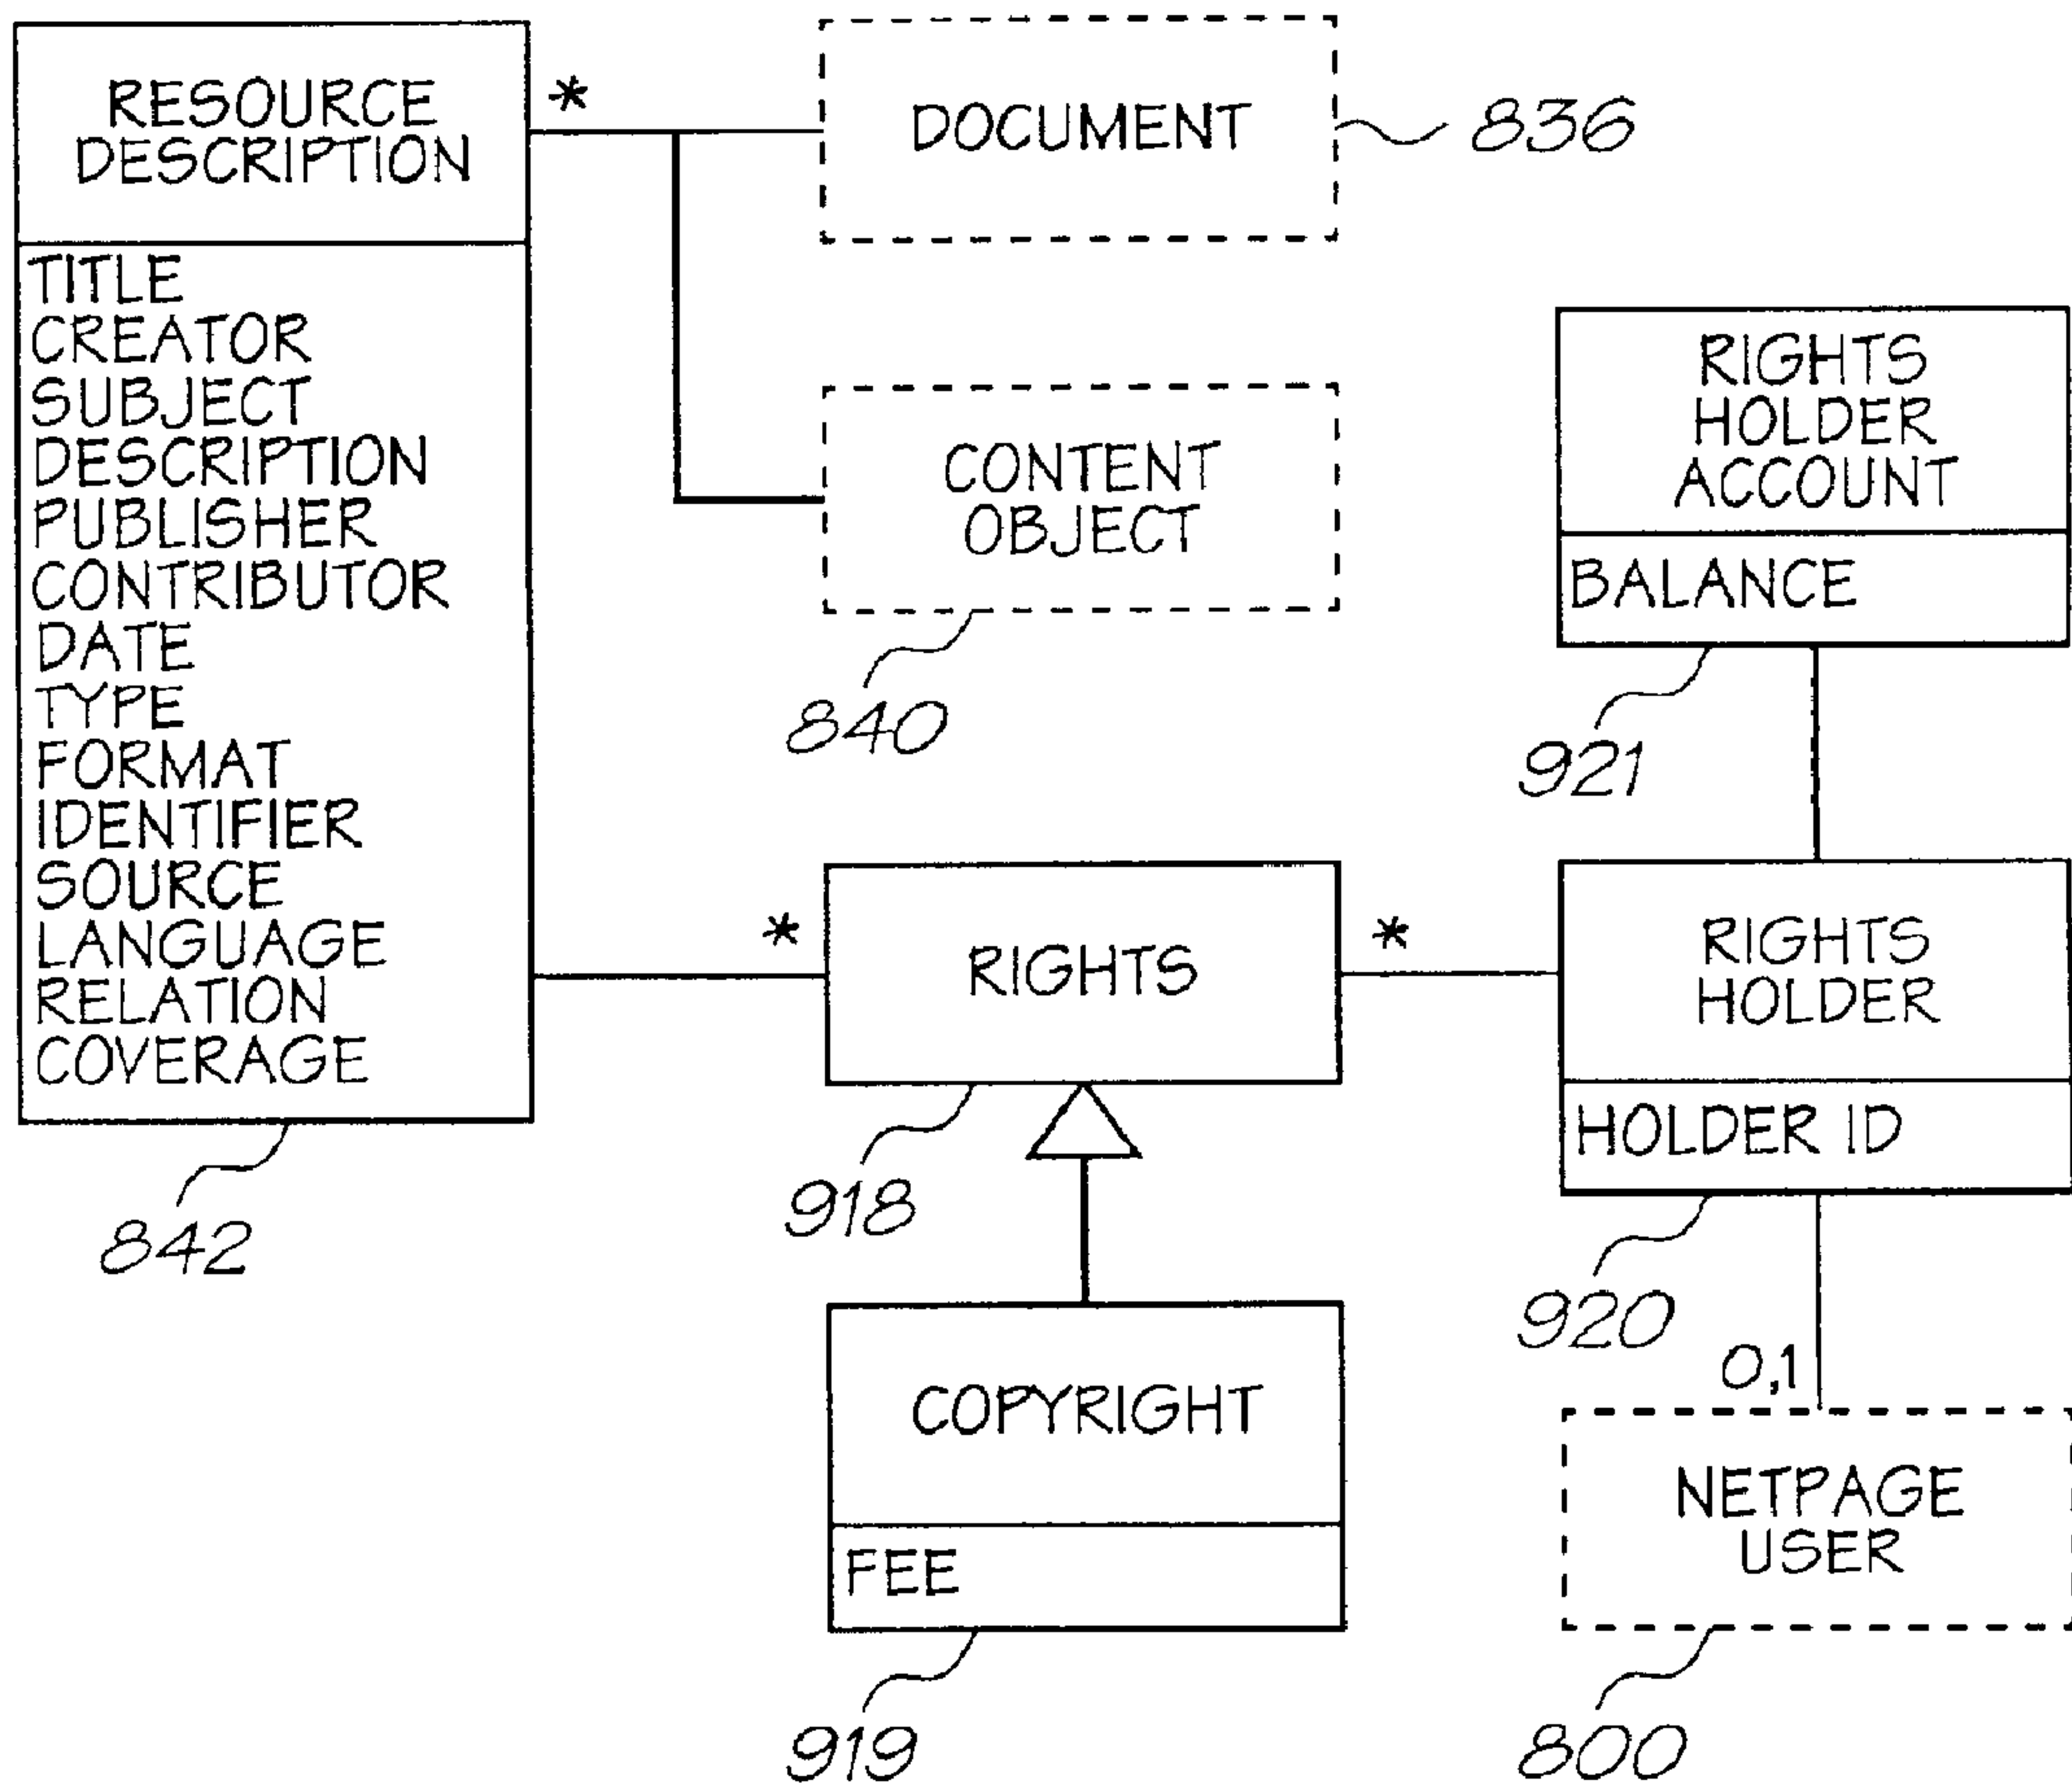 RESOURCE
DESCRIPTION
TITLE
CREATOR
SUBJECT
DESCRIPTION
PUBLISHER
CONTRIBUTOR
DATE
TYPE
FORMAT
IDENTIFIER
SOURCE
LANGUAGE
RELATION
COVERAGE
842
*
DOCUMENT
836
CONTENT
OBJECT
840
RIGHTS
HOLDER
ACCOUNT
BALANCE
921
*
RIGHTS
918
*
RIGHTS
HOLDER
HOLDER ID
920
COPYRIGHT
FEE
919
0,1
NETPAGE
USER
800